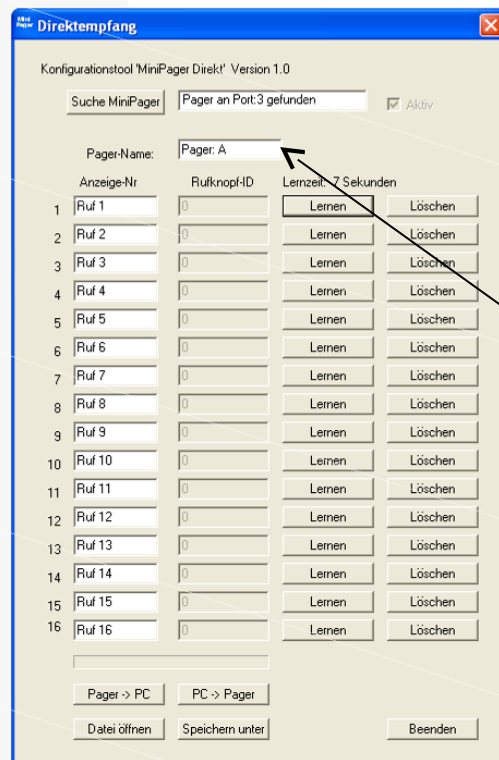 Mini Pager Direktempfang
Konfigurationstool 'MiniPager Direkt' Version 1.0
Suche MiniPager Pager an Port:3 gefunden Aktiv
Pager-Name: Pager: A
Anzeige-Nr Rufknopf-ID Lernzeit: -7 Sekunden
1 Ruf 1 0 Lernen Löschen
2 Ruf 2 0 Lernen Löschen
3 Ruf 3 0 Lernen Löschen
4 Ruf 4 0 Lernen Löschen
5 Ruf 5 0 Lernen Löschen
6 Ruf 6 0 Lernen Löschen
7 Ruf 7 0 Lernen Löschen
8 Ruf 8 0 Lernen Löschen
9 Ruf 9 0 Lernen Löschen
10 Ruf 10 0 Lernen Löschen
11 Ruf 11 0 Lernen Löschen
12 Ruf 12 0 Lernen Löschen
13 Ruf 13 0 Lernen Löschen
14 Ruf 14 0 Lernen Löschen
15 Ruf 15 0 Lernen Löschen
16 Ruf 16 0 Lernen Löschen
Pager -> PC PC -> Pager
Datei öffnen Speichern unter Beenden